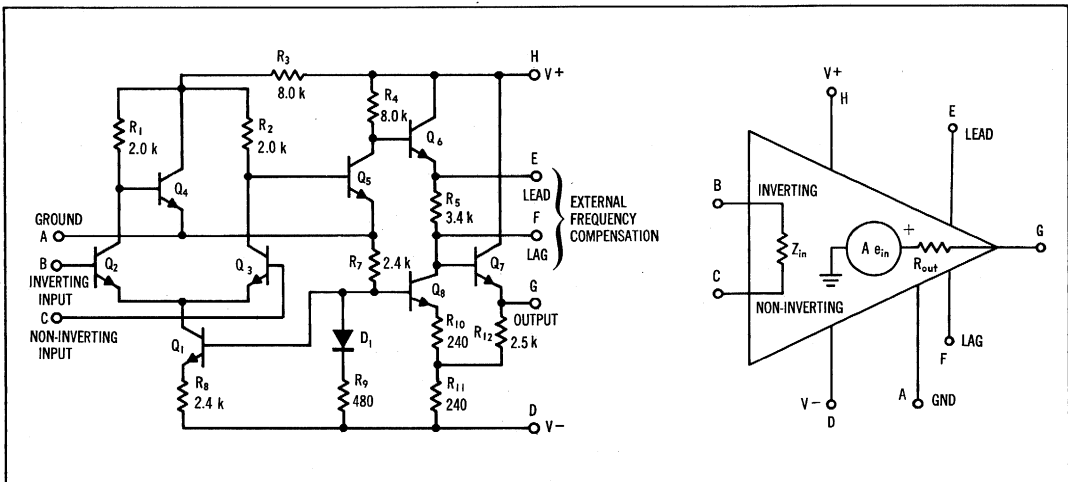 H
V+
R3
8.0 k
R4
8.0 k
R1
2.0 k
R2
2.0 k
Q6
Q4
Q5
E
LEAD
R5
3.4 k
F
LAG
EXTERNAL
FREQUENCY
COMPENSATION
GROUND
A
B
Q2
INVERTING
INPUT
Q3
R7
2.4 k
Q7
Q8
G
OUTPUT
C
NON-INVERTING
INPUT
Q1
D1
R10
240
R12
2.5 k
R8
2.4 k
R9
480
R11
240
D
V−
V+
H
E
LEAD
B
INVERTING
Zin
A ein
+
Rout
G
C
NON-INVERTING
LAG
F
V−
D
A
GND